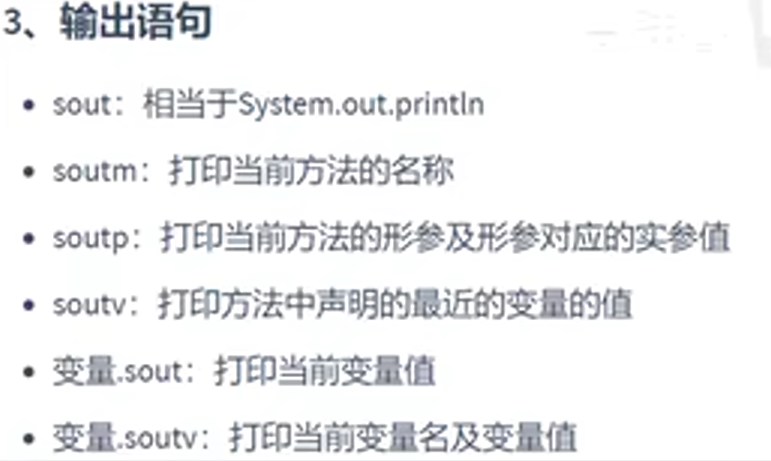 3、输出语句
• sout：相当于System.out.println
• soutm：打印当前方法的名称
• soutp：打印当前方法的形参及形参对应的实参值
• soutv：打印方法中声明的最近的变量的值
• 变量.sout：打印当前变量值
• 变量.soutv：打印当前变量名及变量值